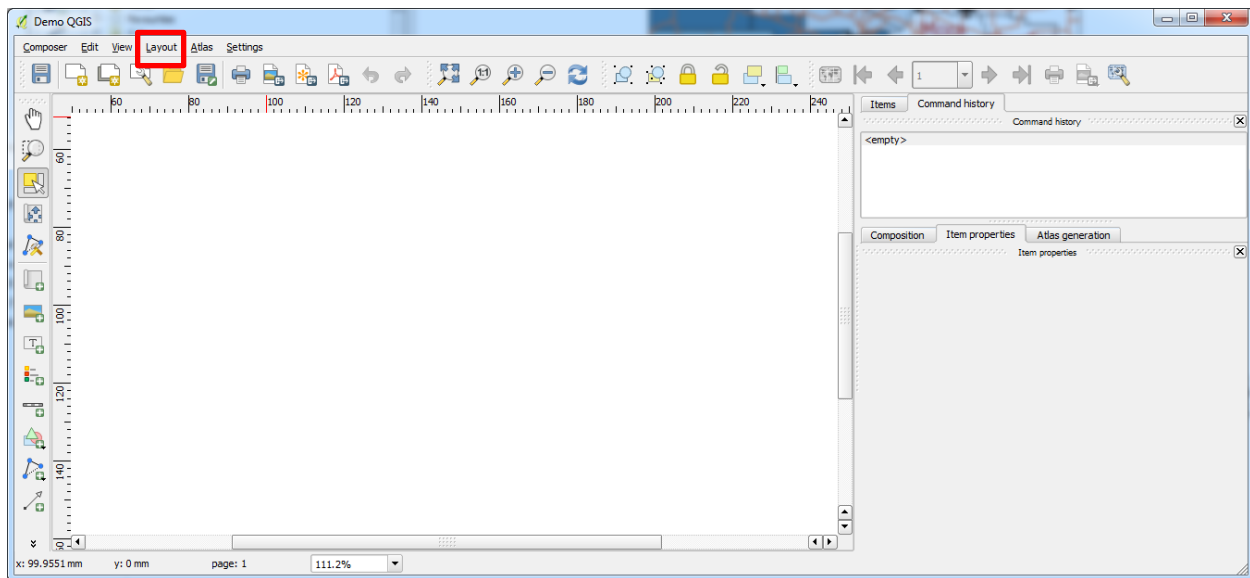 Demo QGIS
Composer Edit View Layout Atlas Settings
1:1
1
60 80 100 120 140 160 180 200 220 240
Items Command history
Command history
<empty>
60
80
Composition Item properties Atlas generation
Item properties
100
T
120
140
x: 99.9551 mm y: 0 mm page: 1 111.2%